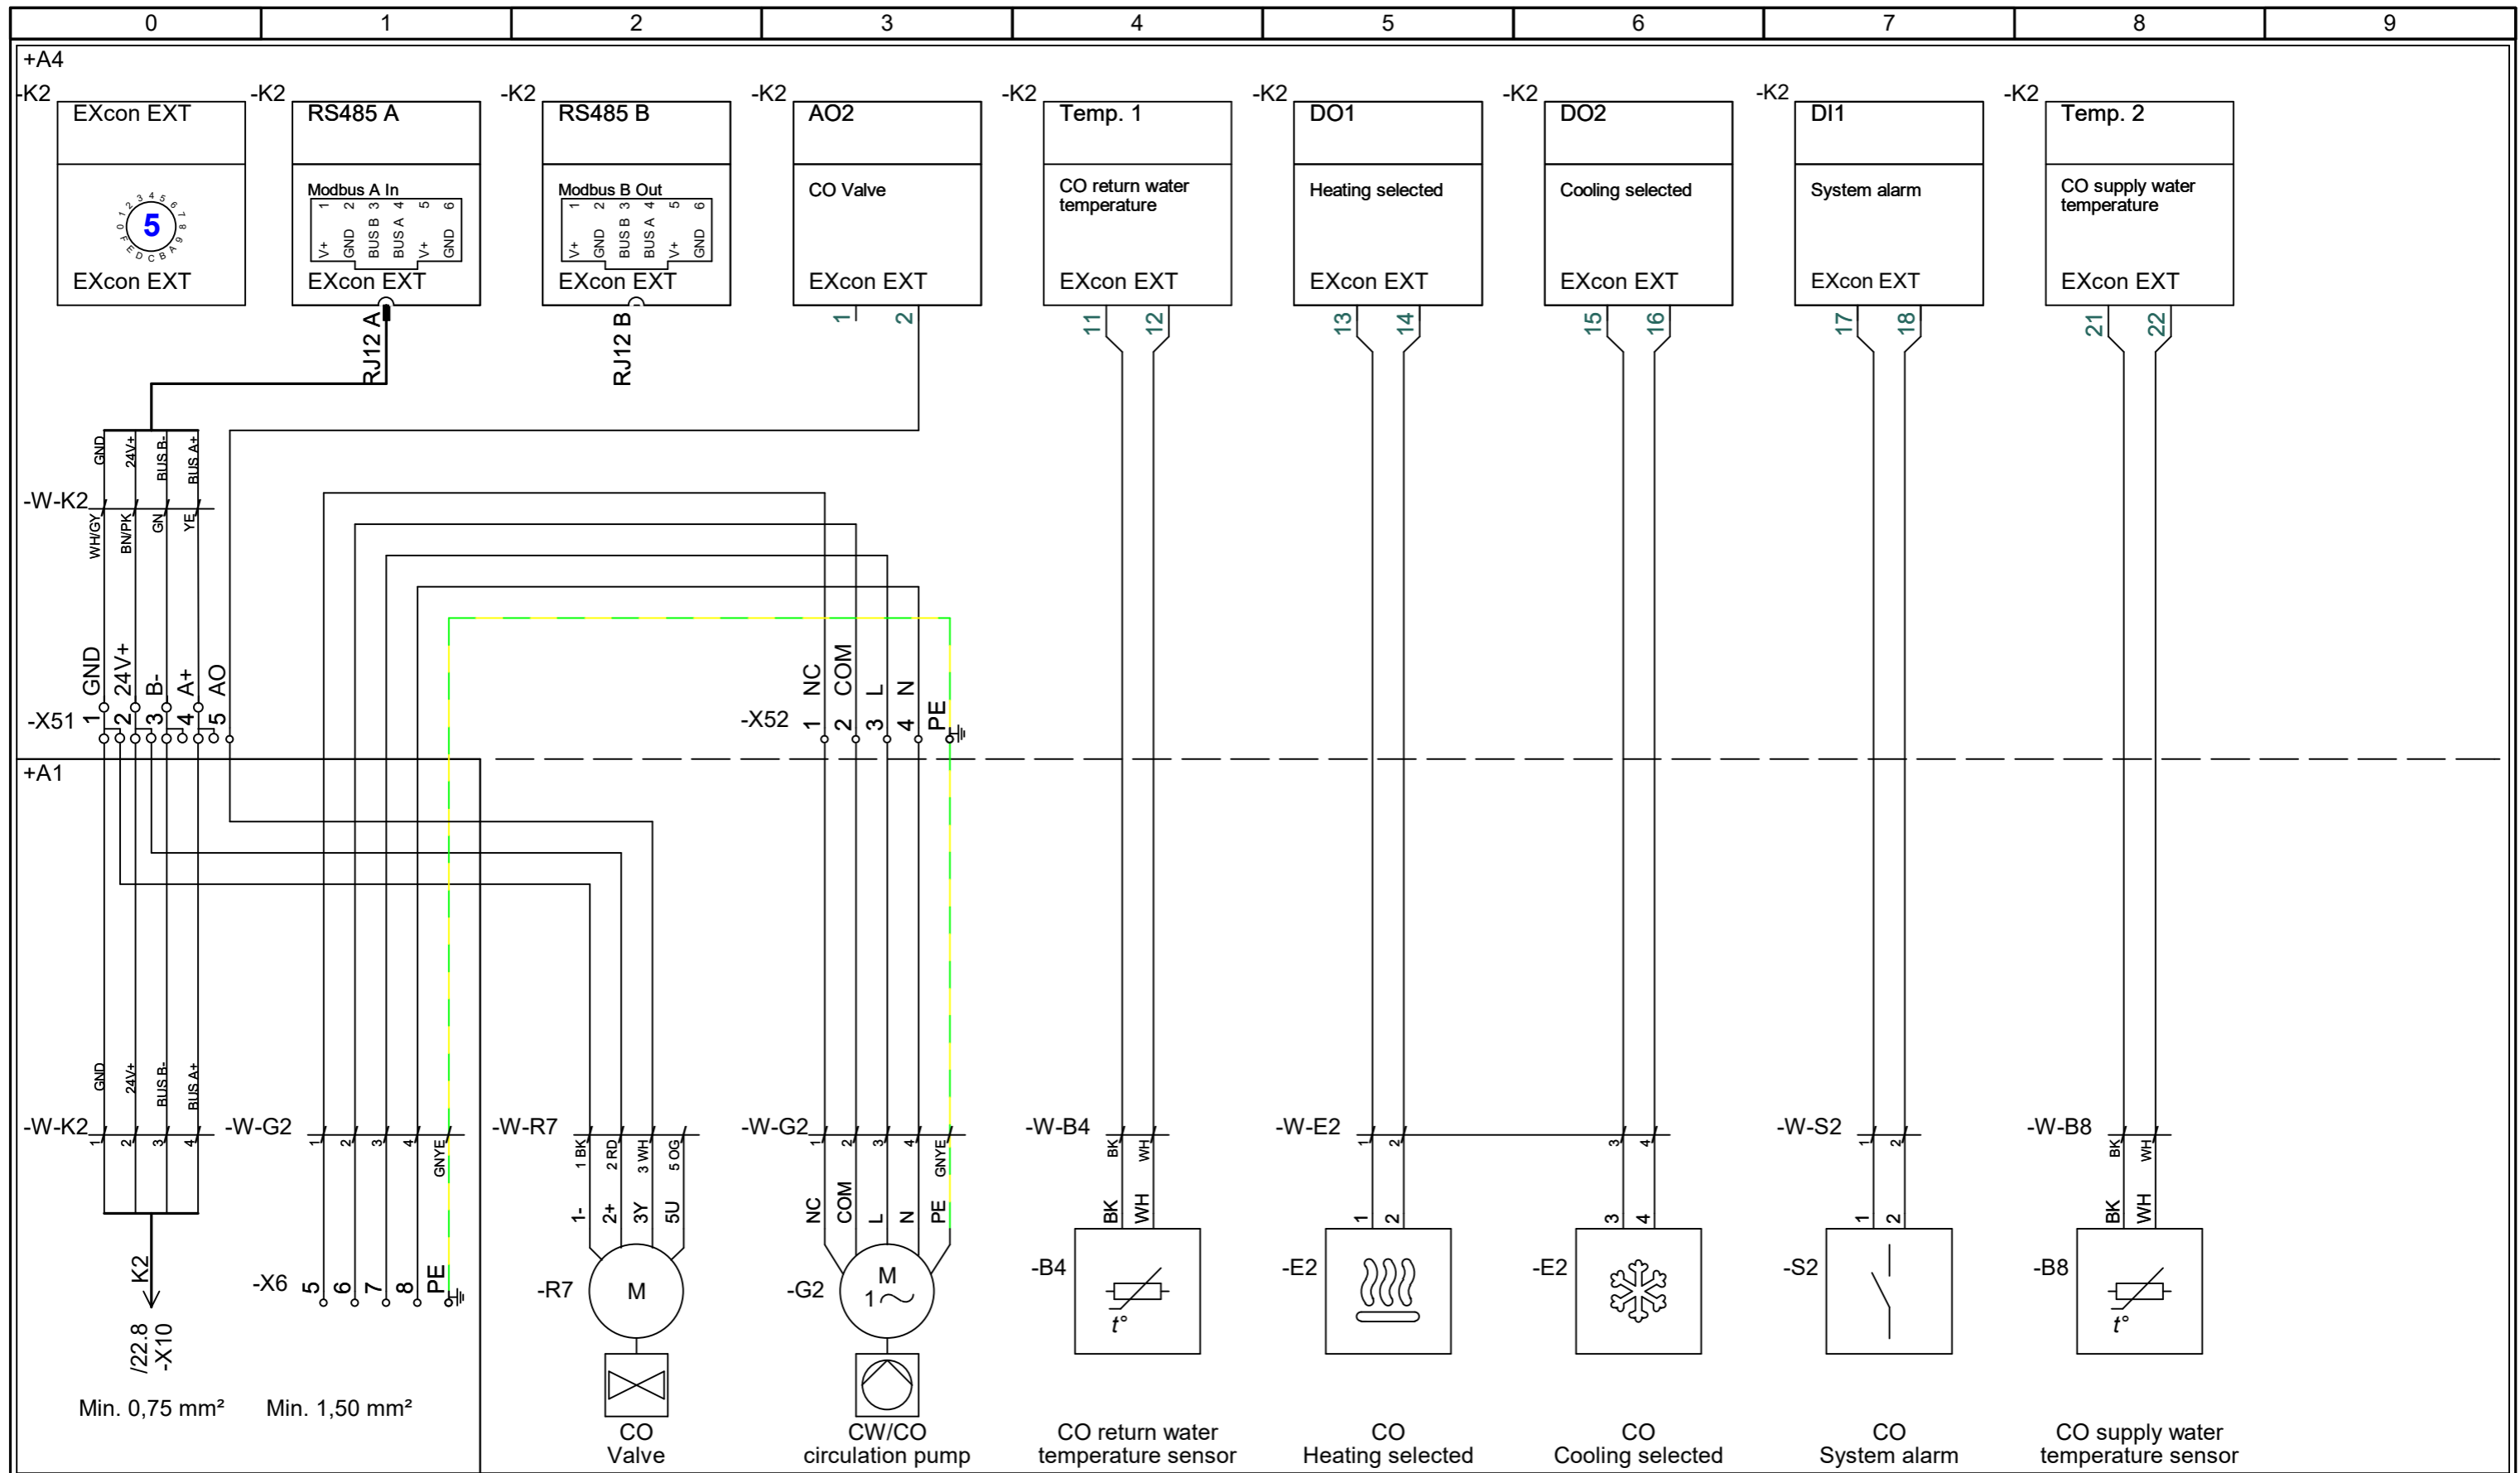 0 1 2 3 4 5 6 7 8 9
+A4
-K2 -K2 -K2 -K2 -K2 -K2 -K2 -K2 -K2
EXcon EXT RS485 A RS485 B AO2 Temp. 1 DO1 DO2 DI1 Temp. 2
0 1 2 3 4 5 6 7 8 9 A B C D E F
5
Modbus A In
1 2 3 4 5 6
V+ GND BUS B BUS A V+ GND
Modbus B Out
1 2 3 4 5 6
V+ GND BUS B BUS A V+ GND
CO Valve
CO return water
temperature
Heating selected
Cooling selected
System alarm
CO supply water
temperature
EXcon EXT EXcon EXT EXcon EXT EXcon EXT EXcon EXT EXcon EXT EXcon EXT EXcon EXT EXcon EXT
RJ12 A RJ12 B 1 2 11 12 13 14 15 16 17 18 21 22
GND 24V+ BUS B- BUS A+
-W-K2
WH/GY BN/PK GN YE
GND 24V+ B- A+ AO
-X51 1 2 3 4 5
NC COM L N
-X52 1 2 3 4 PE
+A1
GND 24V+ BUS B- BUS A+
-W-K2 1 2 3 4
-W-G2 1 2 3 4 GNYE
-W-R7 1 BK 2 RD 3 WH 5 OG
-W-G2 1 2 3 4 GNYE
-W-B4 BK WH
-W-E2 1 2 3 4
-W-S2 1 2
-W-B8 BK WH
1- 2+ 3Y 5U
NC COM L N PE
BK WH
1 2
3 4
1 2
BK WH
K2
/22.8
-X10
-X6 5 6 7 8 PE
-R7 M
-G2 M
1
-B4 t°
-E2
-E2
-S2
-B8 t°
Min. 0,75 mm²
Min. 1,50 mm²
CO
Valve
CW/CO
circulation pump
CO return water
temperature sensor
CO
Heating selected
CO
Cooling selected
CO
System alarm
CO supply water
temperature sensor